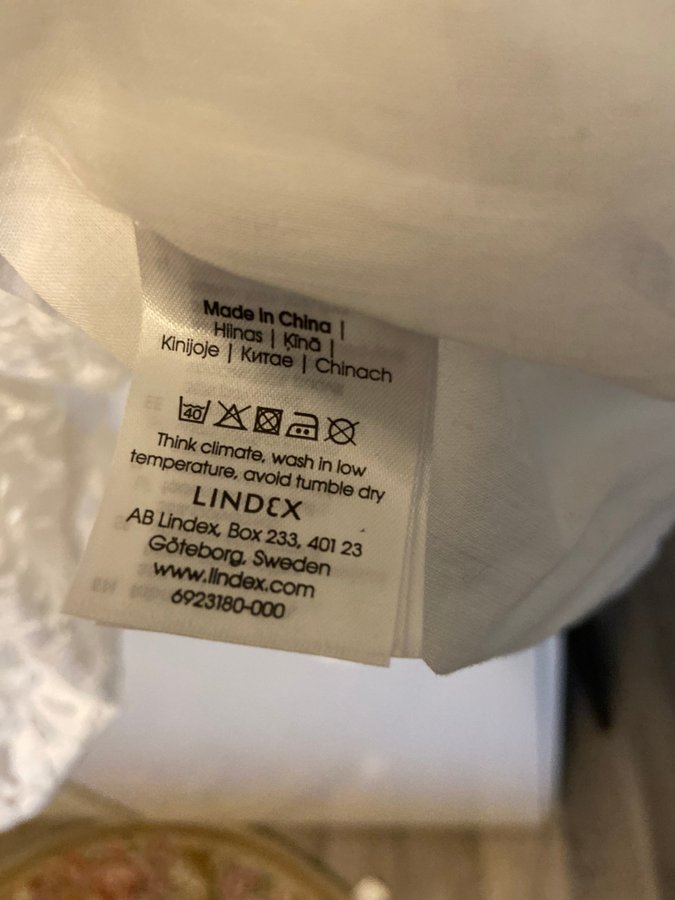 Made in China |
Hiinas | Ķīnā |
Kinijoje | Китае | Chinach
40
Think climate, wash in low
temperature, avoid tumble dry
LINDEX
AB Lindex, Box 233, 401 23
Göteborg, Sweden
www.lindex.com
6923180-000